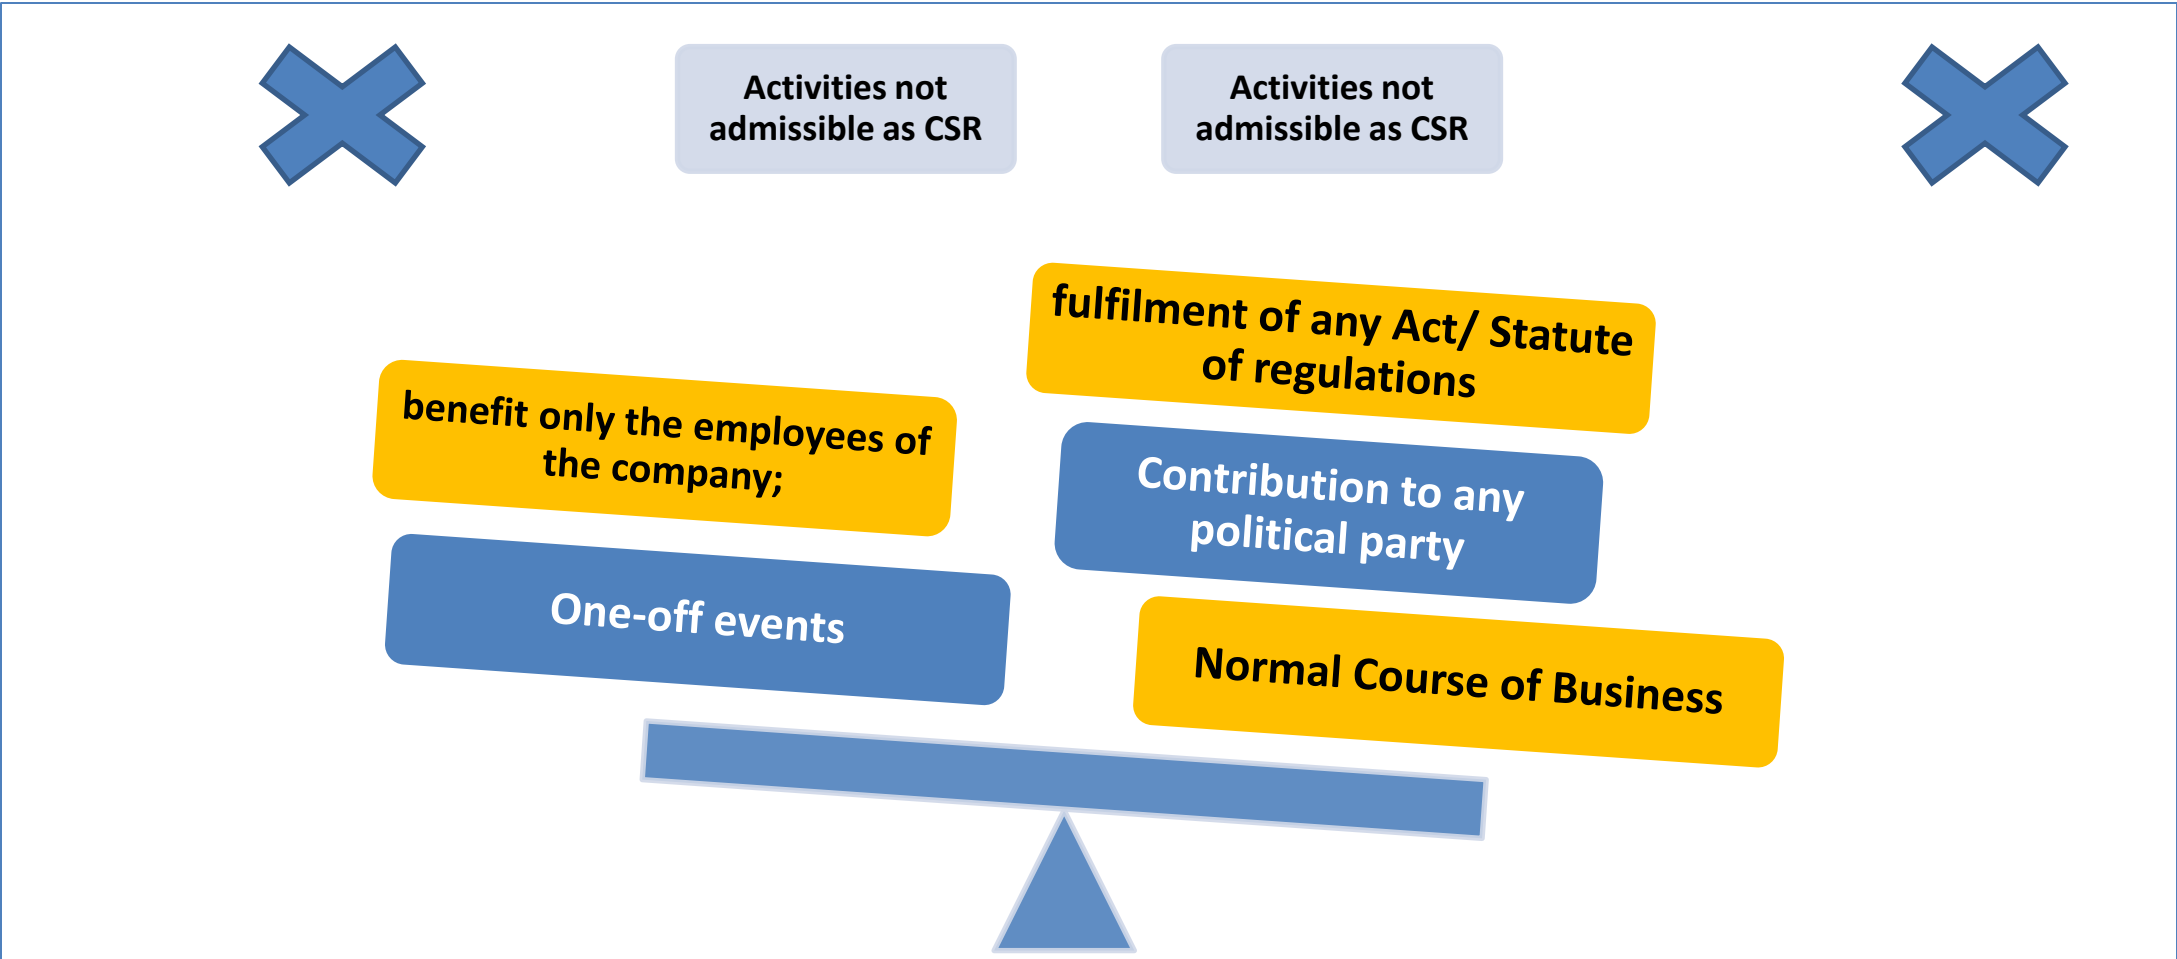 Activities not
admissible as CSR
Activities not
admissible as CSR
benefit only the employees of
the company;
One-off events
fulfilment of any Act/ Statute
of regulations
Contribution to any
political party
Normal Course of Business